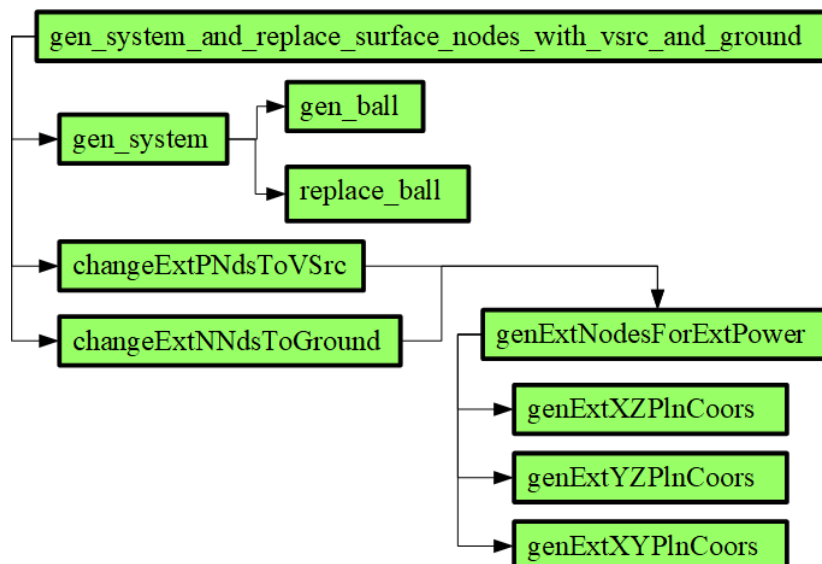 gen_system_and_replace_surface_nodes_with_vsrc_and_ground
gen_ball
gen_system
replace_ball
changeExtPNdsToVSrc
changeExtNNdsToGround
genExtNodesForExtPower
genExtXZPlnCoors
genExtYZPlnCoors
genExtXYPlnCoors